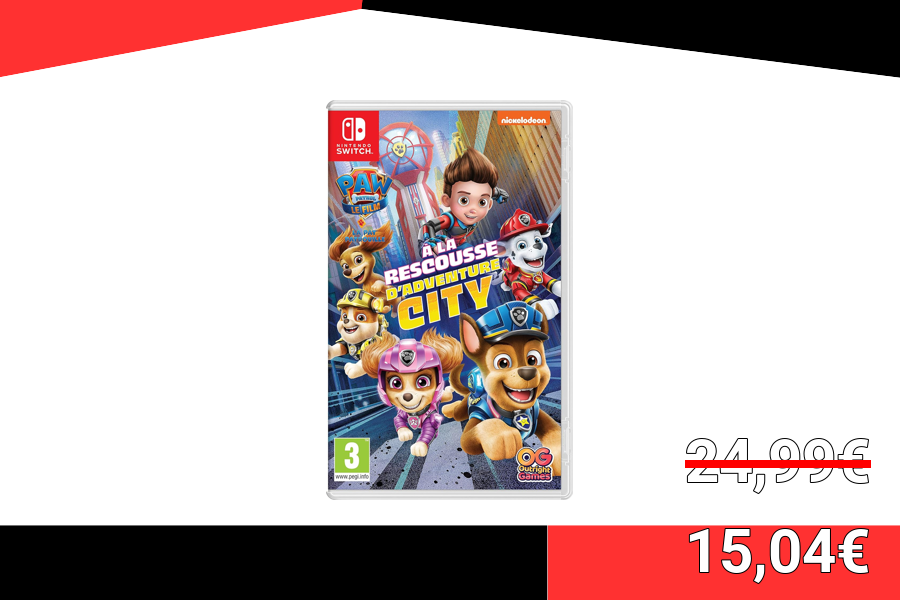 nickelodeon
NINTENDO
SWITCH.
PAW
PATROL
LE FILM
À LA
RESCOUSSE
D'ADVENTURE
CITY
3
www.pegi.info
OG
Outright
Games
24,99€
15,04€